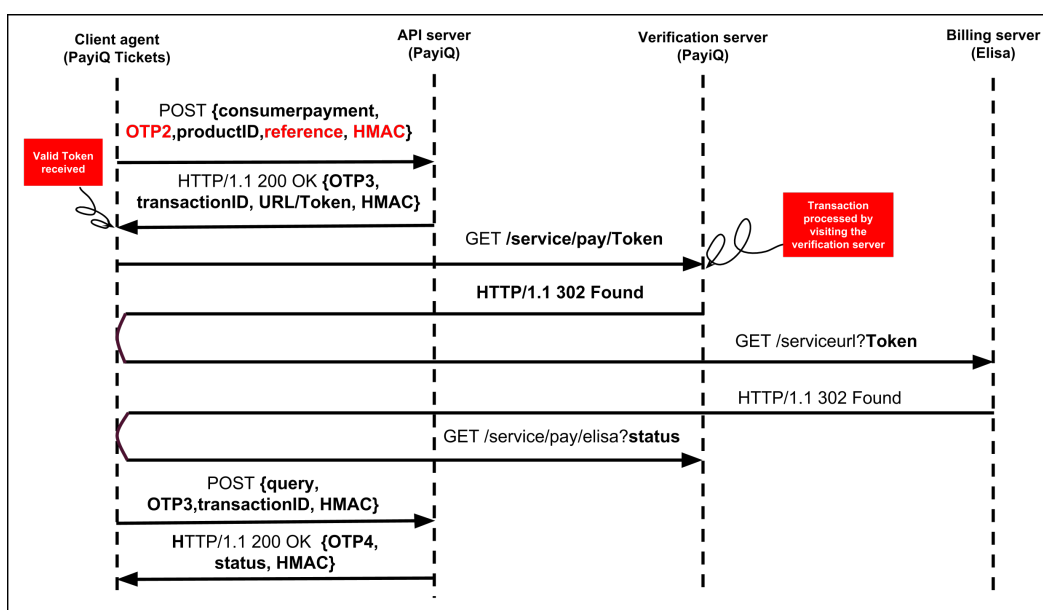 Client agent
(PayiQ Tickets)
API server
(PayiQ)
Verification server
(PayiQ)
Billing server
(Elisa)
POST {consumerpayment,
OTP2,productID,reference, HMAC}
Valid Token
received
HTTP/1.1 200 OK {OTP3,
transactionID, URL/Token, HMAC}
Transaction
processed by
visiting the
verification server
GET /service/pay/Token
HTTP/1.1 302 Found
GET /serviceurl?Token
HTTP/1.1 302 Found
GET /service/pay/elisa?status
POST {query,
OTP3,transactionID, HMAC}
HTTP/1.1 200 OK {OTP4,
status, HMAC}